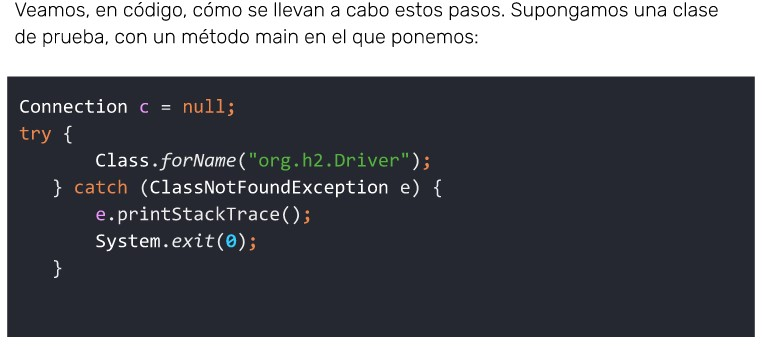 Veamos, en código, cómo se llevan a cabo estos pasos. Supongamos una clase
de prueba, con un método main en el que ponemos:
Connection c = null;
try {
        Class.forName("org.h2.Driver");
    } catch (ClassNotFoundException e) {
        e.printStackTrace();
        System.exit(0);
    }